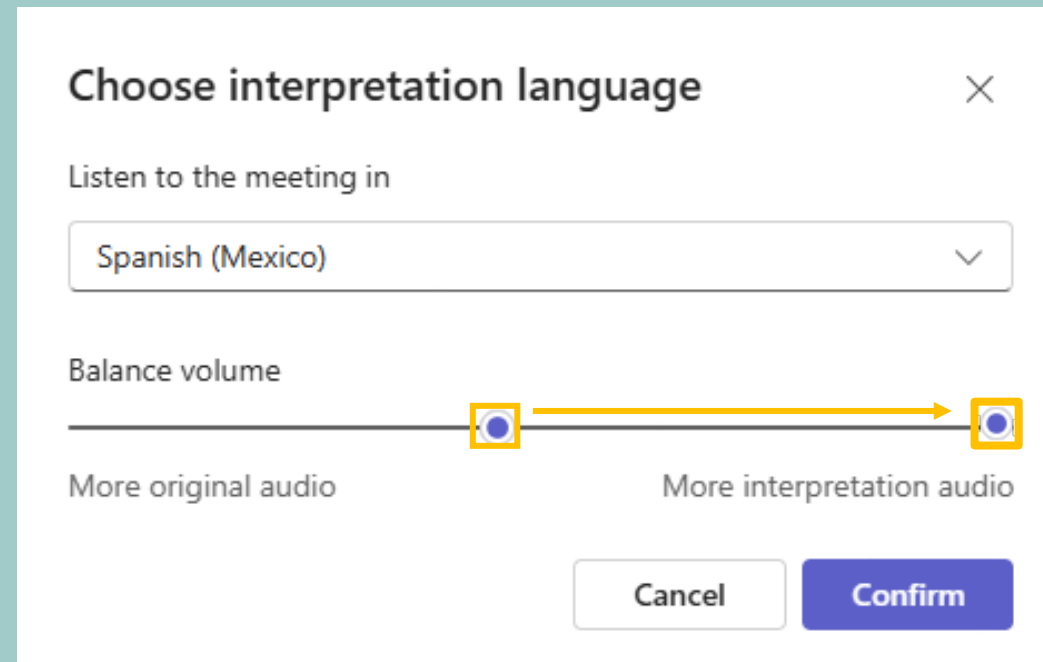 Choose interpretation language
Listen to the meeting in
Spanish (Mexico)
Balance volume
More original audio
More interpretation audio
Cancel
Confirm